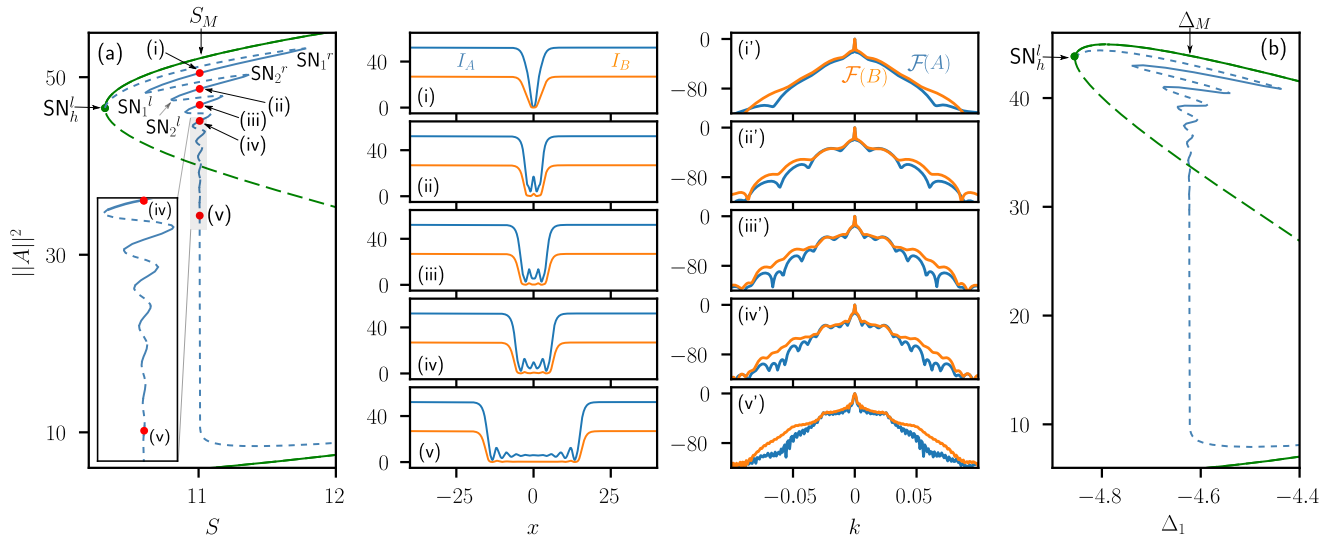 (a)
S_M
(i)
SN_1^r
SN_2^r
50
SN_h^l
SN_1^l
SN_2^l
(ii)
(iii)
(iv)
(v)
||A||^2
30
10
(iv)
(v)
11
12
S
I_A
I_B
40
0
(i)
40
0
(ii)
40
0
(iii)
40
0
(iv)
40
0
(v)
−25
0
25
x
(i')
F(B)
F(A)
0
−80
(ii')
0
−80
(iii')
0
−80
(iv')
0
−80
(v')
0
−80
−0.05
0
0.05
k
Δ_M
(b)
SN_h^l
40
30
20
10
−4.8
−4.6
−4.4
Δ_1